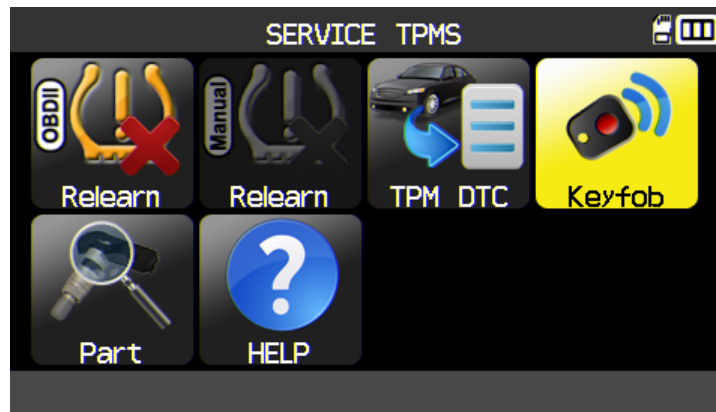 SERVICE TPMS
OBDII
Relearn
Manual
Relearn
TPM DTC
Keyfob
Part
?
HELP